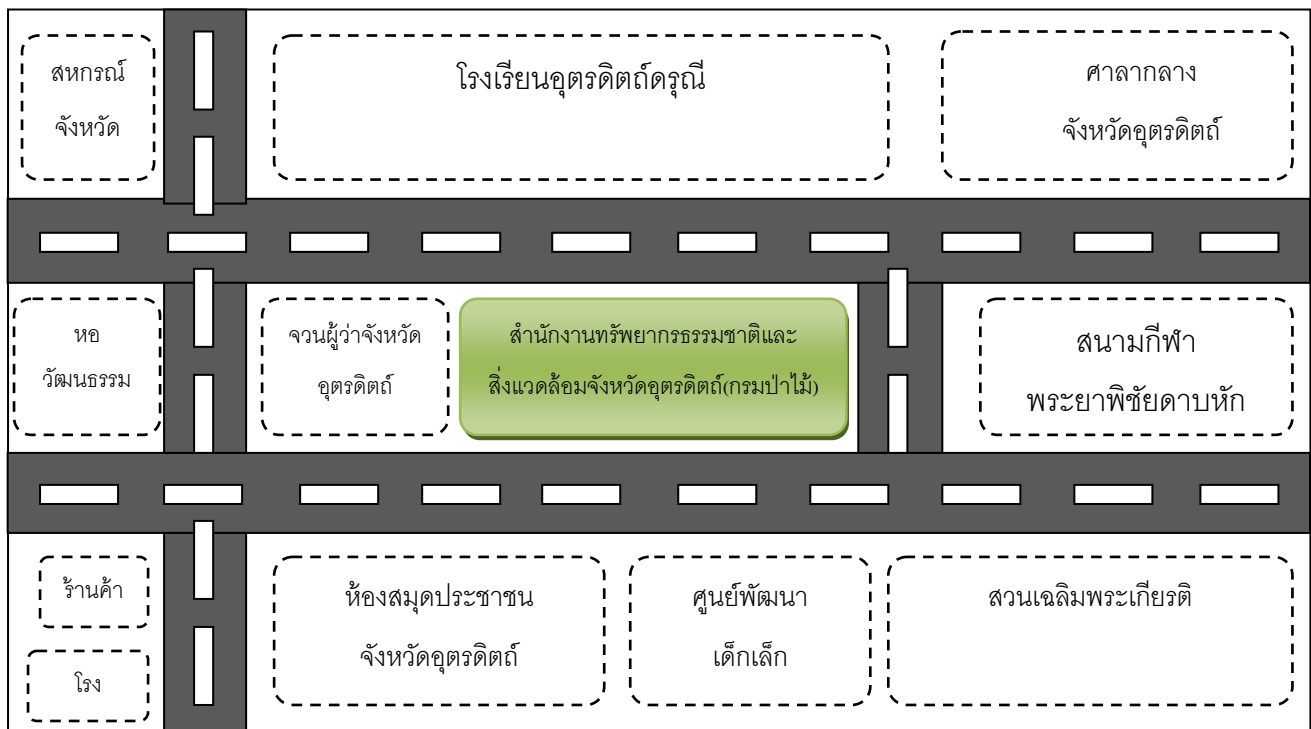 สหกรณ์
จังหวัด
โรงเรียนอุตรดิตถ์ดรุณี
ศาลากลาง
จังหวัดอุตรดิตถ์
หอ
วัฒนธรรม
จวนผู้ว่าจังหวัด
อุตรดิตถ์
สำนักงานทรัพยากรธรรมชาติและ
สิ่งแวดล้อมจังหวัดอุตรดิตถ์(กรมป่าไม้)
สนามกีฬา
พระยาพิชัยดาบหัก
ร้านค้า
โรง
ห้องสมุดประชาชน
จังหวัดอุตรดิตถ์
ศูนย์พัฒนา
เด็กเล็ก
สวนเฉลิมพระเกียรติ